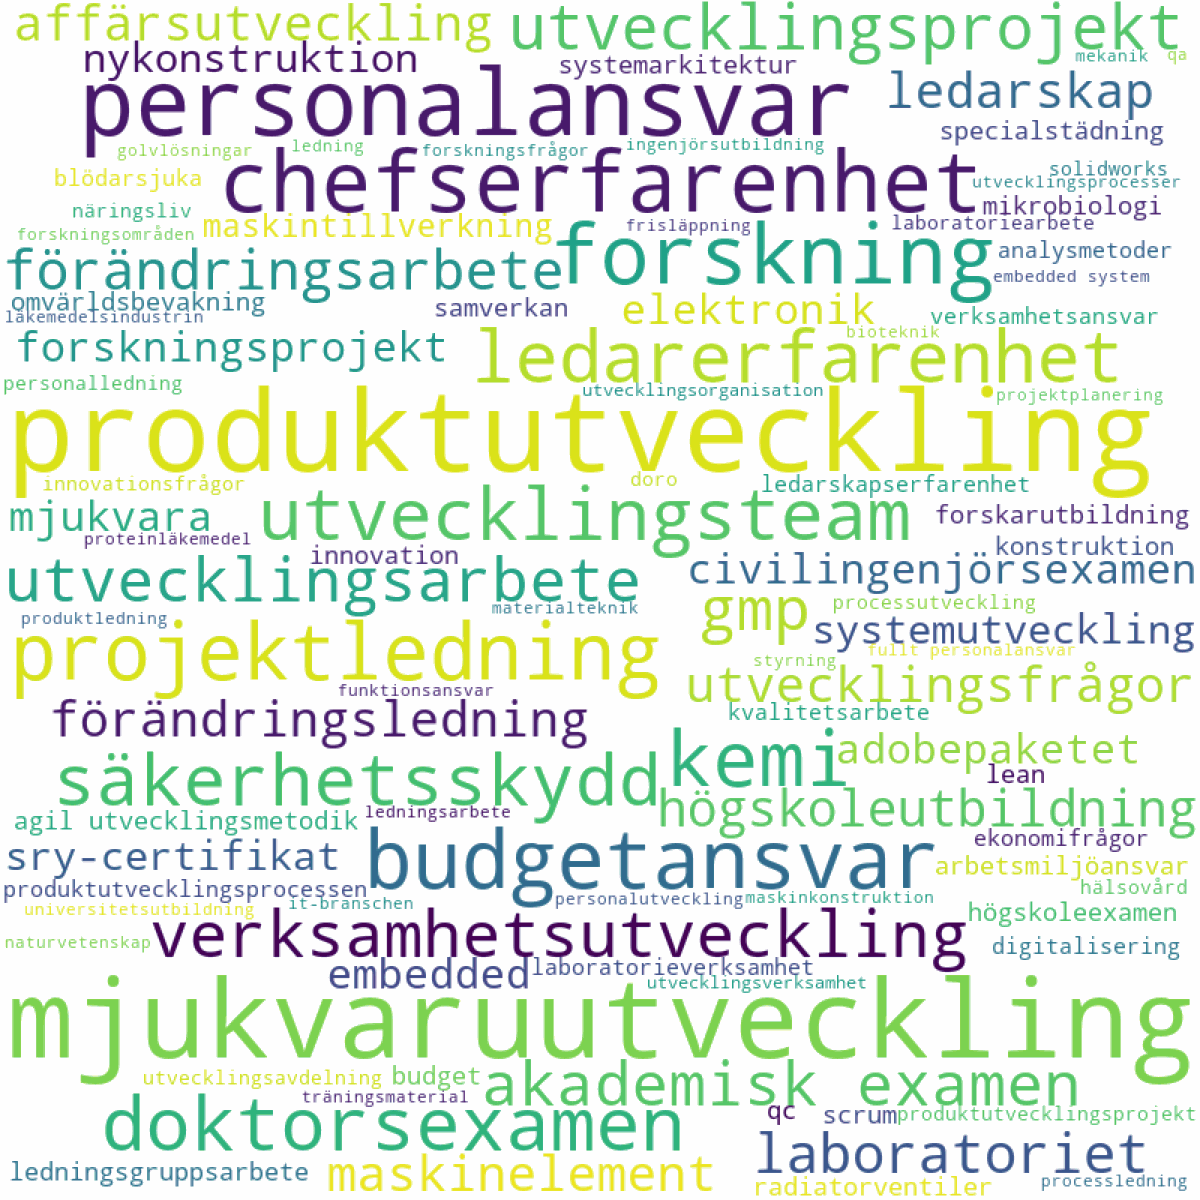 affärsutveckling
utvecklingsprojekt
nykonstruktion
systemarkitektur
mekanik
qa
personalansvar
ledarskap
specialstädning
golvlösningar
ledning
forskningsfrågor
ingenjörsutbildning
blödarsjuka
chefserfarenhet
solidworks
utvecklingsprocesser
näringsliv
maskintillverkning
mikrobiologi
forskningsområden
frisläppning
laboratoriearbete
förändringsarbete
forskning
analysmetoder
embedded system
omvärldsbevakning
samverkan
elektronik
verksamhetsansvar
läkemedelsindustrin
forskningsprojekt
ledarerfarenhet
bioteknik
personalledning
utvecklingsorganisation
projektplanering
produktutveckling
innovationsfrågor
doro
ledarskapserfarenhet
mjukvara
utvecklingsteam
forskarutbildning
proteinläkemedel
innovation
konstruktion
utvecklingsarbete
civilingenjörsexamen
produktledning
materialteknik
gmp
processutveckling
projektledning
systemutveckling
styrning
fullt personalansvar
funktionsansvar
utvecklingsfrågor
förändringsledning
kvalitetsarbete
säkerhetsskydd
kemi
adobepaketet
lean
agil utvecklingsmetodik
ledningsarbete
högskoleutbildning
sry-certifikat
budgetansvar
ekonomifrågor
arbetsmiljöansvar
produktutvecklingsprocessen
personalutveckling
maskinkonstruktion
hälsovård
universitetsutbildning
it-branschen
högskoleexamen
naturvetenskap
verksamhetsutveckling
digitalisering
embedded
laboratorieverksamhet
utvecklingsverksamhet
mjukvaruutveckling
utvecklingsavdelning
budget
akademisk examen
träningsmaterial
doktorsexamen
qc
scrum
produktutvecklingsprojekt
ledningsgruppsarbete
maskinelement
laboratoriet
radiatorventiler
processledning